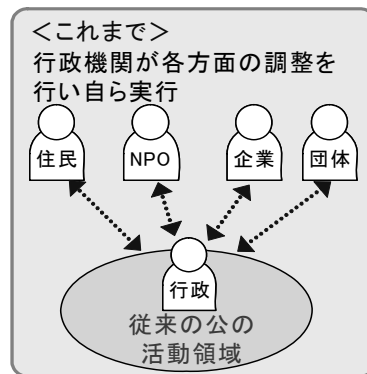 ＜これまで＞
行政機関が各方面の調整を
行い自ら実行
住民
NPO
企業
団体
行政
従来の公の
活動領域